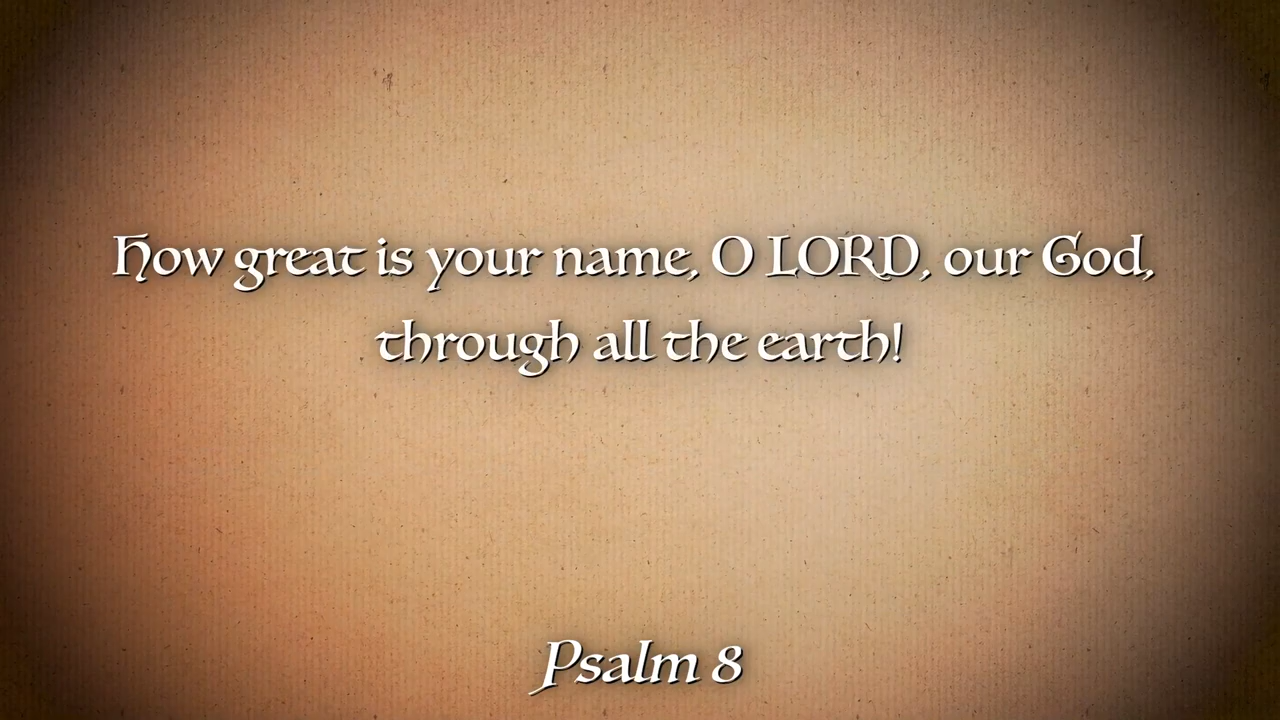 How great is your name, O LORD, our God,
through all the earth!
Psalm 8